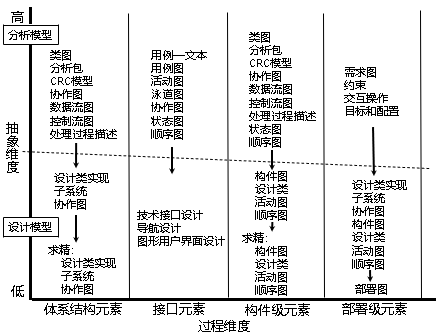 高
分析模型
抽象维度
设计模型
低
类图
分析包
CRC模型
协作图
数据流图
控制流图
处理过程描述
设计类实现
子系统
协作图
求精:
设计类实现
子系统
协作图
体系结构元素
用例—文本
用例图
活动图
泳道图
协作图
状态图
顺序图
技术接口设计
导航设计
图形用户界面设计
接口元素
类图
分析包
CRC模型
协作图
数据流图
控制流图
处理过程描述
状态图
顺序图
构件图
设计类
活动图
顺序图
求精:
构件图
设计类
活动图
顺序图
构件级元素
需求图
约束
交互操作
目标和配置
设计类实现
子系统
协作图
构件图
设计类
活动图
顺序图
部署图
部署级元素
过程维度